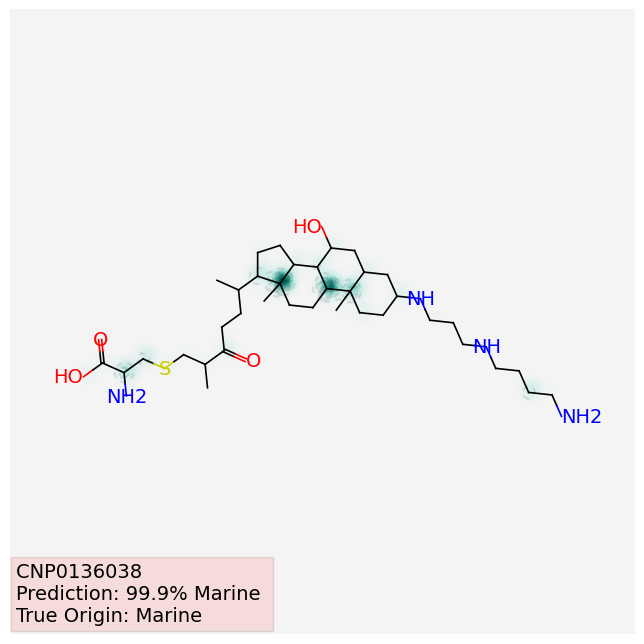 HO
NH
NH
O
O
S
HO
NH2
NH2
CNP0136038
Prediction: 99.9% Marine
True Origin: Marine